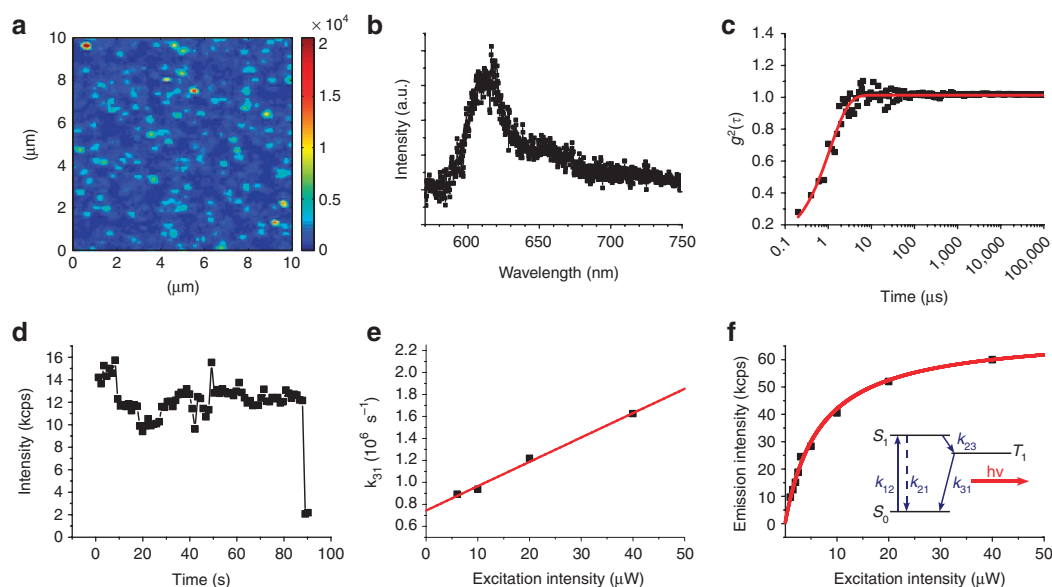 a
× 10⁴
10
8
6
4
2
0
(μm)
0 2 4 6 8 10
(μm)
2
1.5
1
0.5
0
b
Intensity (a.u.)
600 650 700 750
Wavelength (nm)
c
1.4
1.2
1.0
0.8
0.6
0.4
0.2
g²(τ)
0.1 1 10 100 1,000 10,000 100,000
Time (μs)
d
16
14
12
10
8
6
4
2
0
Intensity (kcps)
0 20 40 60 80 100
Time (s)
e
2.2
2.0
1.8
1.6
1.4
1.2
1.0
0.8
0.6
k₃₁ (10⁶ s⁻¹)
0 10 20 30 40 50
Excitation intensity (μW)
f
60
50
40
30
20
10
0
Emission intensity (kcps)
S₁
k₂₃
T₁
hν
k₁₂ k₂₁ k₃₁
S₀
0 10 20 30 40 50
Excitation intensity (μW)